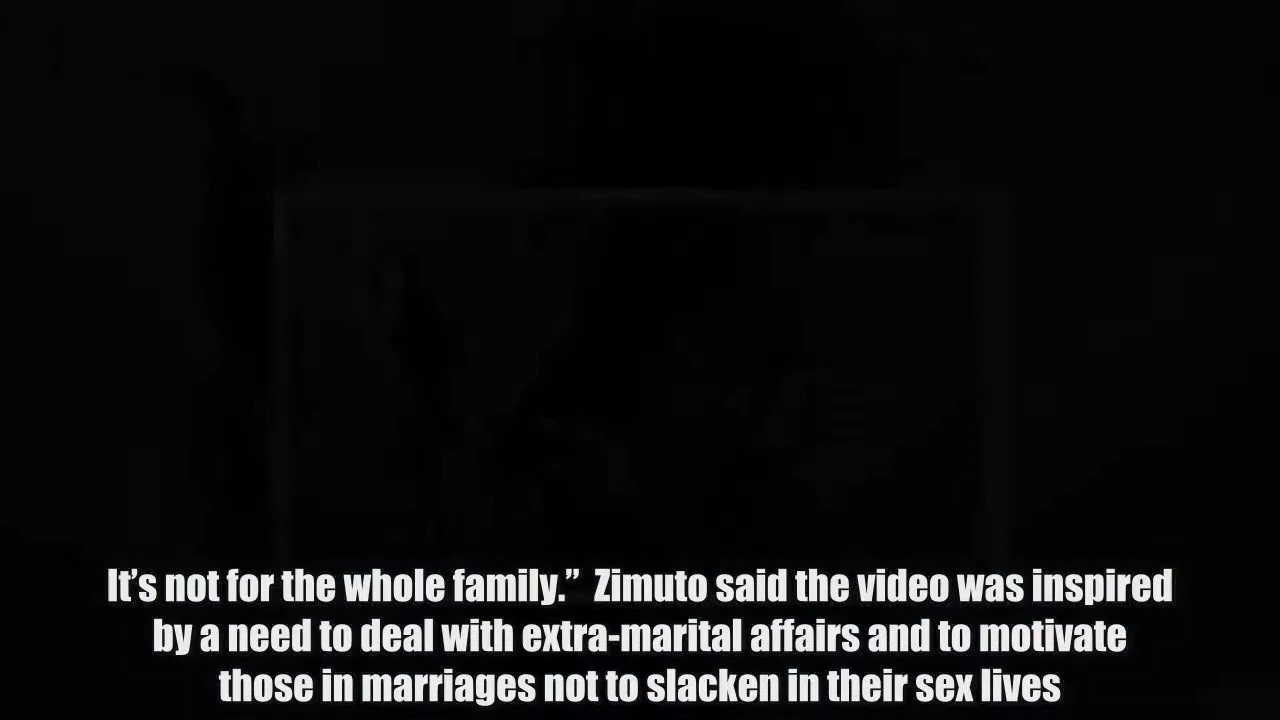 It’s not for the whole family.”  Zimuto said the video was inspired
by a need to deal with extra-marital affairs and to motivate
those in marriages not to slacken in their sex lives